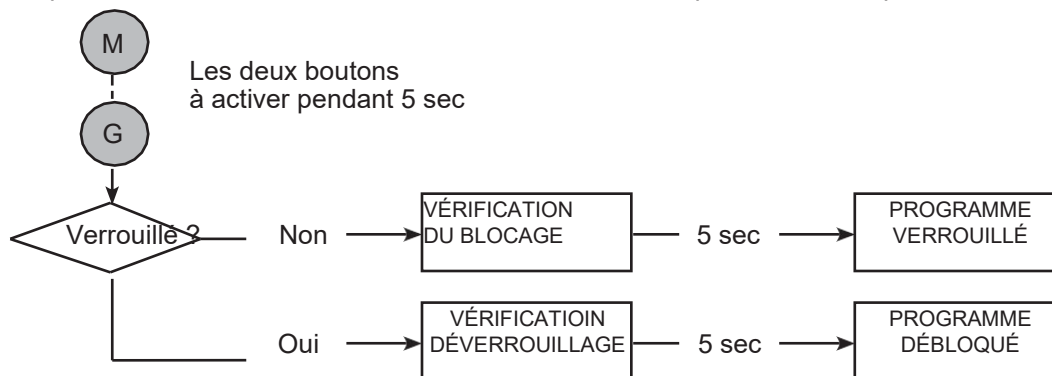 M
Les deux boutons
à activer pendant 5 sec
G
Verrouillé ?
Non
VÉRIFICATION
DU BLOCAGE
5 sec
PROGRAMME
VERROUILLÉ
Oui
VÉRIFICATIOIN
DÉVERROUILLAGE
5 sec
PROGRAMME
DÉBLOQUÉ